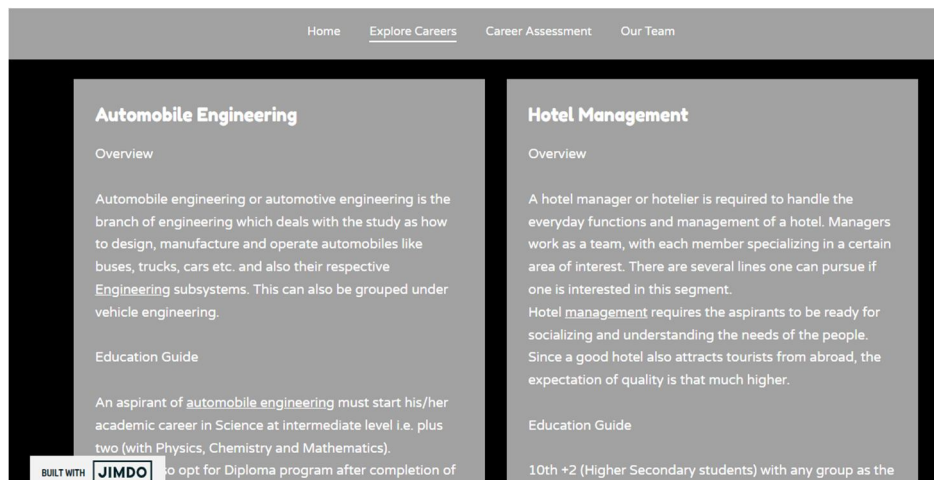 Home Explore Careers Career Assessment Our Team
Automobile Engineering
Overview
Automobile engineering or automotive engineering is the
branch of engineering which deals with the study as how
to design, manufacture and operate automobiles like
buses, trucks, cars etc. and also their respective
Engineering subsystems. This can also be grouped under
vehicle engineering.
Education Guide
An aspirant of automobile engineering must start his/her
academic career in Science at intermediate level i.e. plus
two (with Physics, Chemistry and Mathematics).
so opt for Diploma program after completion of
Hotel Management
Overview
A hotel manager or hotelier is required to handle the
everyday functions and management of a hotel. Managers
work as a team, with each member specializing in a certain
area of interest. There are several lines one can pursue if
one is interested in this segment.
Hotel management requires the aspirants to be ready for
socializing and understanding the needs of the people.
Since a good hotel also attracts tourists from abroad, the
expectation of quality is that much higher.
Education Guide
10th +2 (Higher Secondary students) with any group as the
BUILT WITH JIMDO